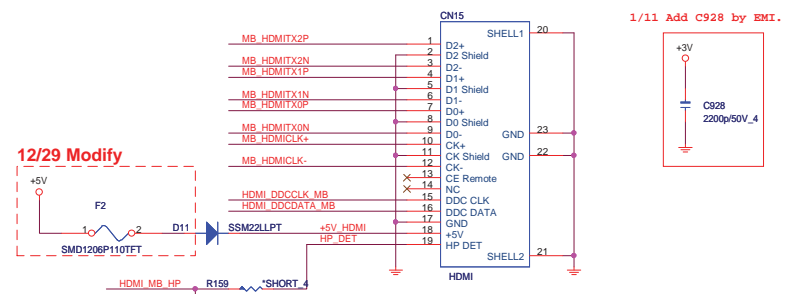 CN15
1/11 Add C928 by EMI.
SHELL1 20
MB_HDMITX2P 1 D2+
2 D2 Shield
MB_HDMITX2N 3 D2-
MB_HDMITX1P 4 D1+
5 D1 Shield
MB_HDMITX1N 6 D1-
MB_HDMITX0P 7 D0+
8 D0 Shield
MB_HDMITX0N 9 D0- GND 23
MB_HDMICLK+ 10 CK+
11 CK Shield GND 22
MB_HDMICLK- 12 CK-
13 CE Remote
14 NC
HDMI_DDCCLK_MB 15 DDC CLK
HDMI_DDCDATA_MB 16 DDC DATA
17 GND
+5V_HDMI 18 +5V
HP_DET 19 HP DET
SHELL2 21
HDMI
+3V
C928
2200p/50V_4
12/29 Modify
+5V
F2
1 2
SMD1206P110TFT
D11 SSM22LLPT
HDMI_MB_HP R159 *SHORT_4